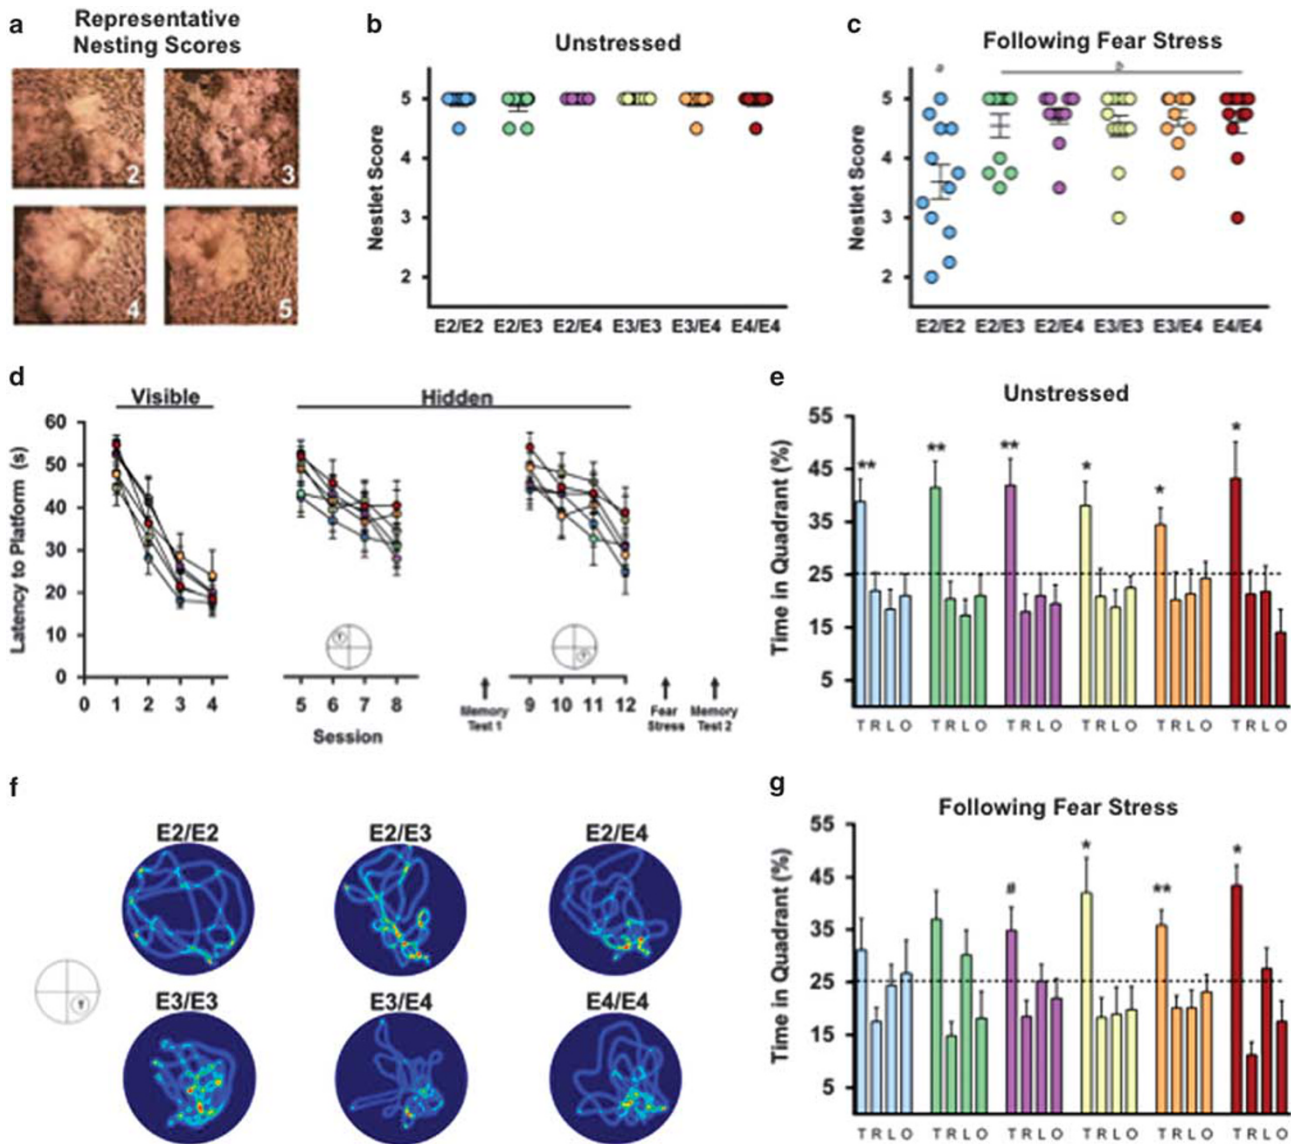 a
Representative
Nesting Scores
2
3
4
5
b
Unstressed
Nestlet Score
5
4
3
2
E2/E2 E2/E3 E2/E4 E3/E3 E3/E4 E4/E4
c
Following Fear Stress
#
b
Nestlet Score
5
4
3
2
E2/E2 E2/E3 E2/E4 E3/E3 E3/E4 E4/E4
d
Visible
Hidden
Latency to Platform (s)
60
50
40
30
20
10
0
0 1 2 3 4
5 6 7 8
9 10 11 12
Session
Memory
Test 1
Fear
Stress
Memory
Test 2
e
Unstressed
Time in Quadrant (%)
55
45
35
25
15
5
** ** ** * * *
T R L O T R L O T R L O T R L O T R L O T R L O
f
E2/E2
E2/E3
E2/E4
E3/E3
E3/E4
E4/E4
g
Following Fear Stress
Time in Quadrant (%)
55
45
35
25
15
5
# * ** *
T R L O T R L O T R L O T R L O T R L O T R L O